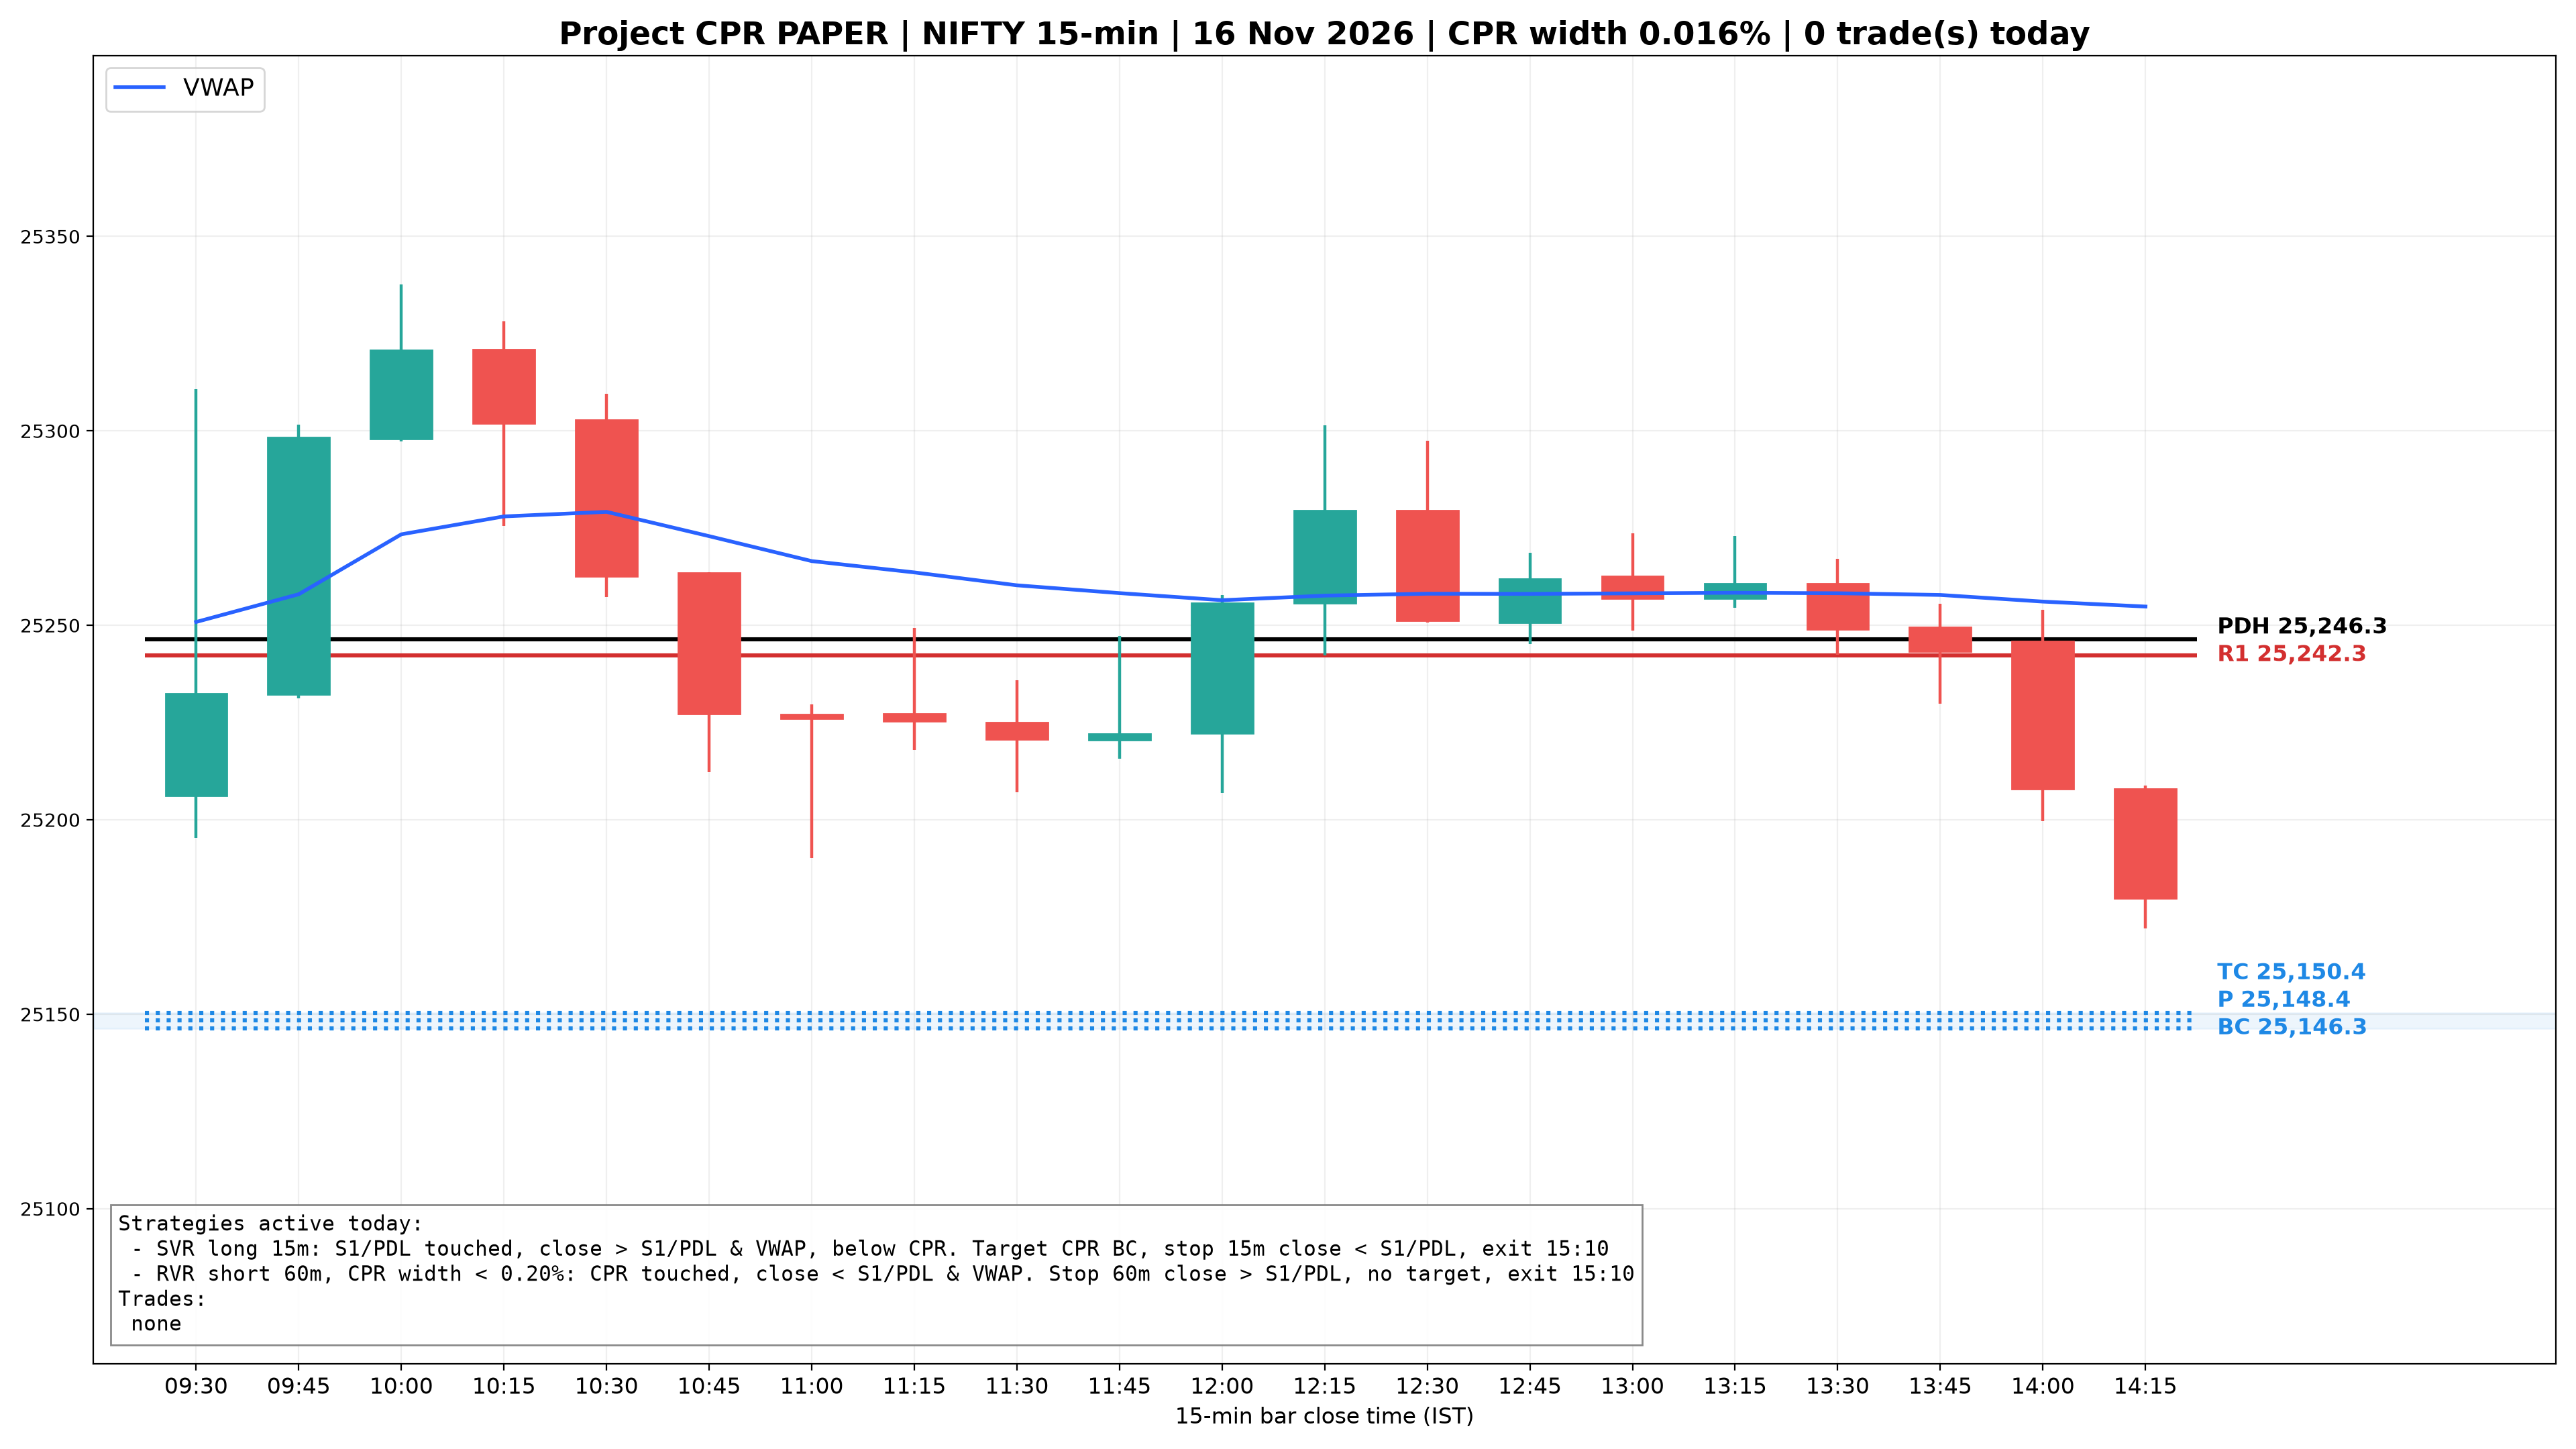 Project CPR PAPER | NIFTY 15-min | 16 Nov 2026 | CPR width 0.016% | 0 trade(s) today
VWAP
25350
25300
25250
25200
25150
25100
PDH 25,246.3
R1 25,242.3
TC 25,150.4
P 25,148.4
BC 25,146.3
Strategies active today:
- SVR long 15m: S1/PDL touched, close > S1/PDL & VWAP, below CPR. Target CPR BC, stop 15m close < S1/PDL, exit 15:10
- RVR short 60m, CPR width < 0.20%: CPR touched, close < S1/PDL & VWAP. Stop 60m close > S1/PDL, no target, exit 15:10
Trades:
none
09:30 09:45 10:00 10:15 10:30 10:45 11:00 11:15 11:30 11:45 12:00 12:15 12:30 12:45 13:00 13:15 13:30 13:45 14:00 14:15
15-min bar close time (IST)